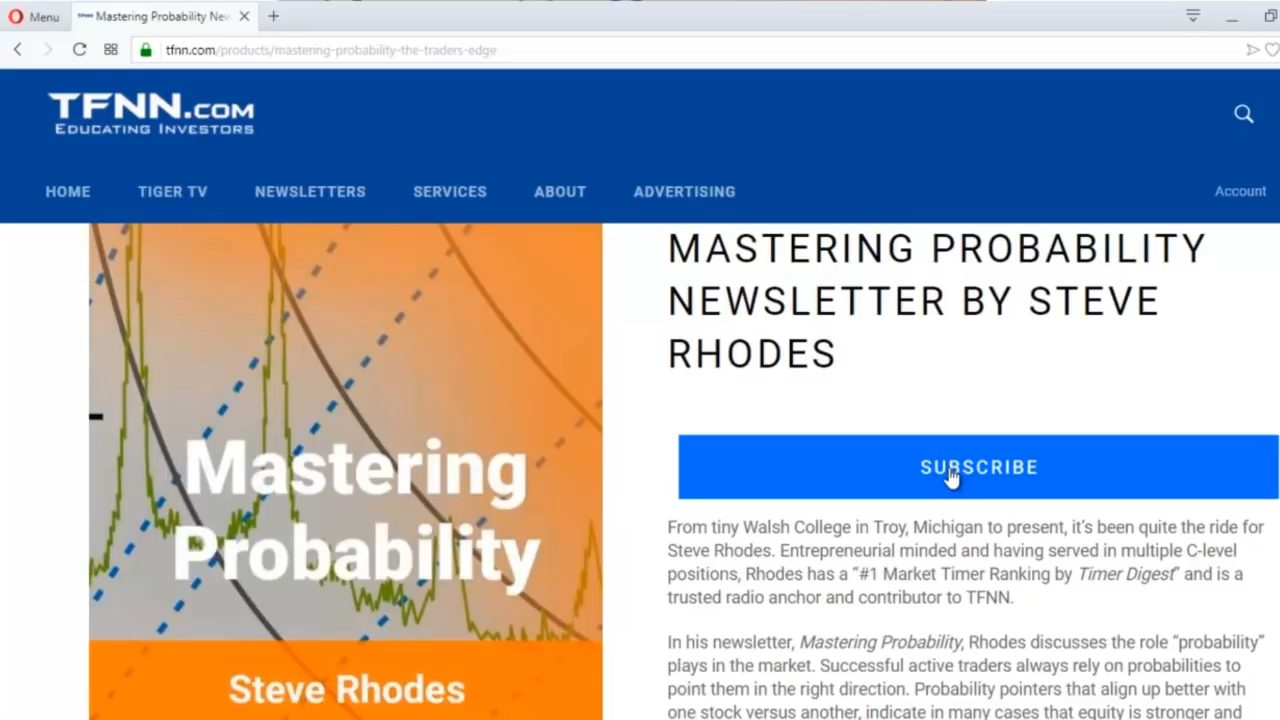 Menu
Mastering Probability New
tfnn.com/products/mastering-probability-the-traders-edge
TFNN.COM
EDUCATING INVESTORS
HOME TIGER TV NEWSLETTERS SERVICES ABOUT ADVERTISING Account
MASTERING PROBABILITY
NEWSLETTER BY STEVE
RHODES
Mastering
Probability
Steve Rhodes
SUBSCRIBE
From tiny Walsh College in Troy, Michigan to present, it's been quite the ride for
Steve Rhodes. Entrepreneurial minded and having served in multiple C-level
positions, Rhodes has a “#1 Market Timer Ranking by Timer Digest” and is a
trusted radio anchor and contributor to TFNN.
In his newsletter, Mastering Probability, Rhodes discusses the role “probability”
plays in the market. Successful active traders always rely on probabilities to
point them in the right direction. Probability pointers that align up better with
one stock versus another, indicate in many cases that equity is stronger and